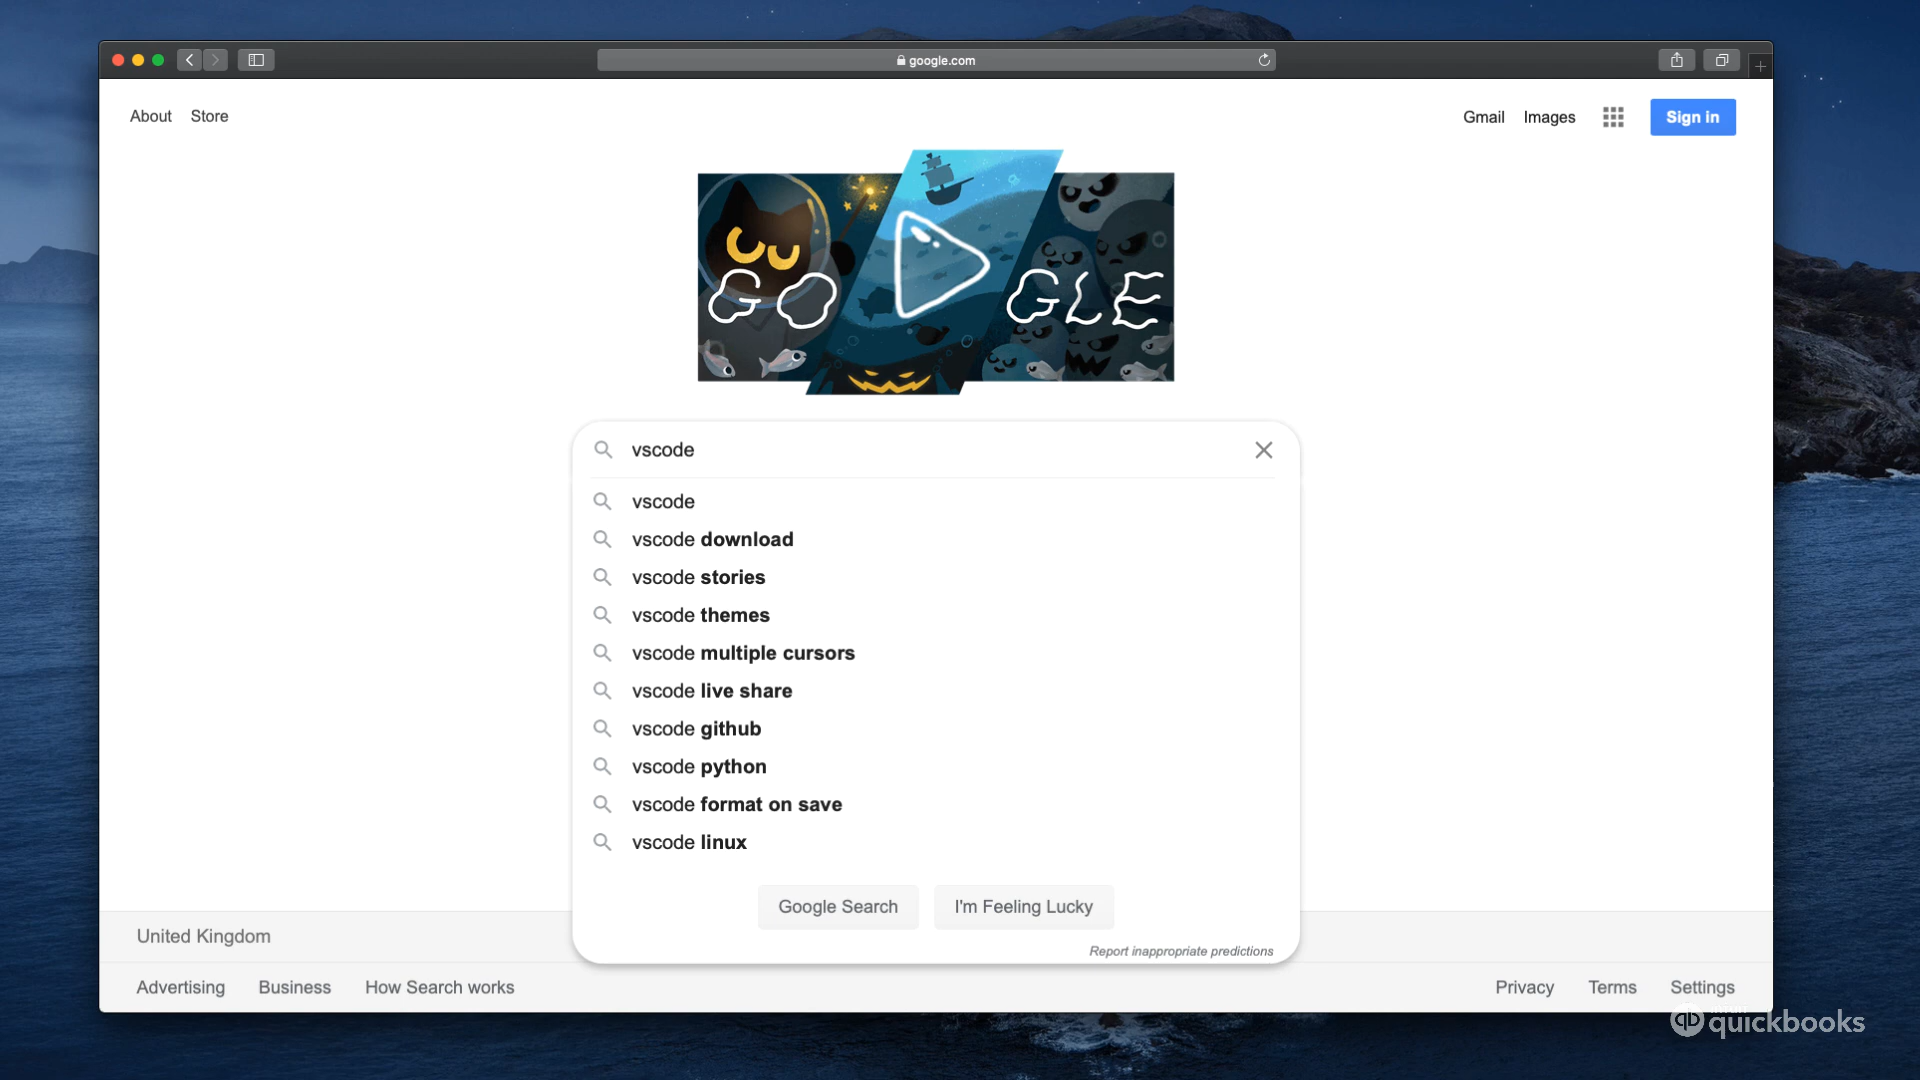 google.com
About Store
Gmail Images Sign in
GO GLE
vscode
vscode
vscode download
vscode stories
vscode themes
vscode multiple cursors
vscode live share
vscode github
vscode python
vscode format on save
vscode linux
Google Search I'm Feeling Lucky
Report inappropriate predictions
United Kingdom
Advertising Business How Search works
Privacy Terms Settings
quickbooks